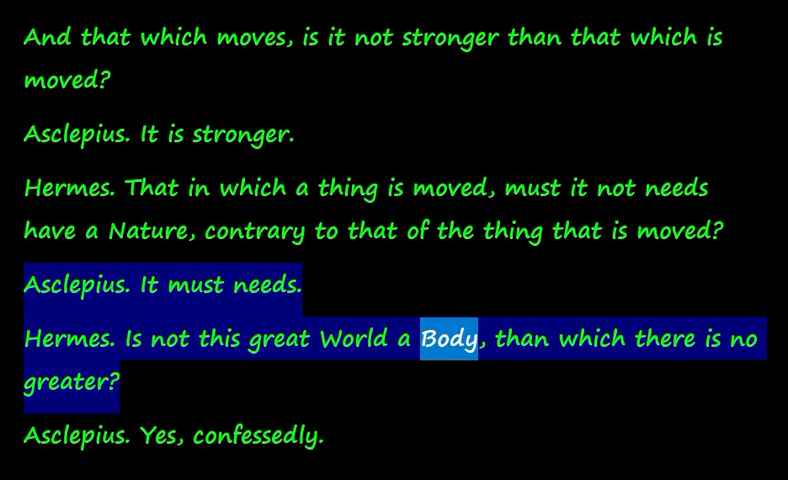 And that which moves, is it not stronger than that which is
moved?
Asclepius. It is stronger.
Hermes. That in which a thing is moved, must it not needs
have a Nature, contrary to that of the thing that is moved?
Asclepius. It must needs.
Hermes. Is not this great World a Body, than which there is no
greater?
Asclepius. Yes, confessedly.